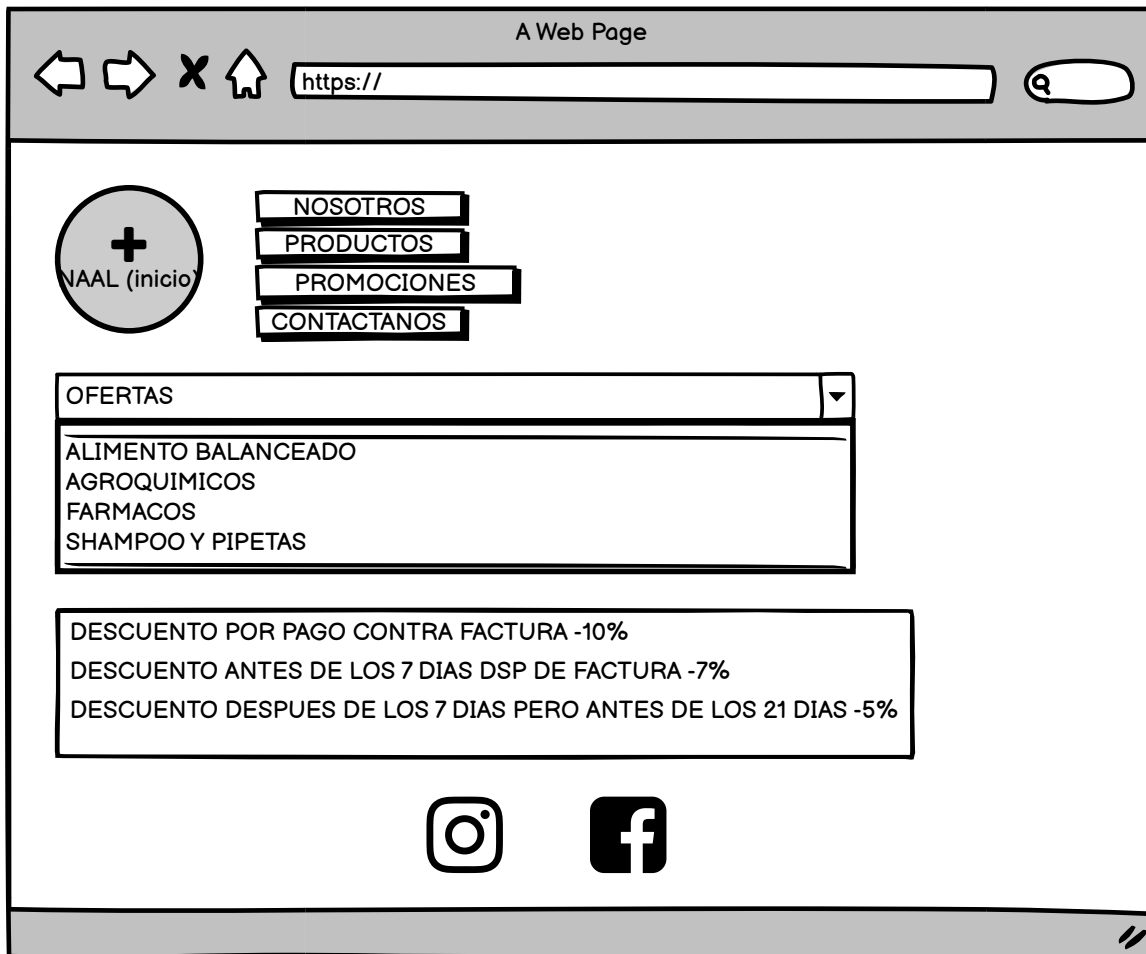 A Web Page
https://
NAAL (inicio)
NOSOTROS
PRODUCTOS
PROMOCIONES
CONTACTANOS
OFERTAS
ALIMENTO BALANCEADO
AGROQUIMICOS
FARMACOS
SHAMPOO Y PIPETAS
DESCUENTO POR PAGO CONTRA FACTURA -10%
DESCUENTO ANTES DE LOS 7 DIAS DSP DE FACTURA -7%
DESCUENTO DESPUES DE LOS 7 DIAS PERO ANTES DE LOS 21 DIAS -5%